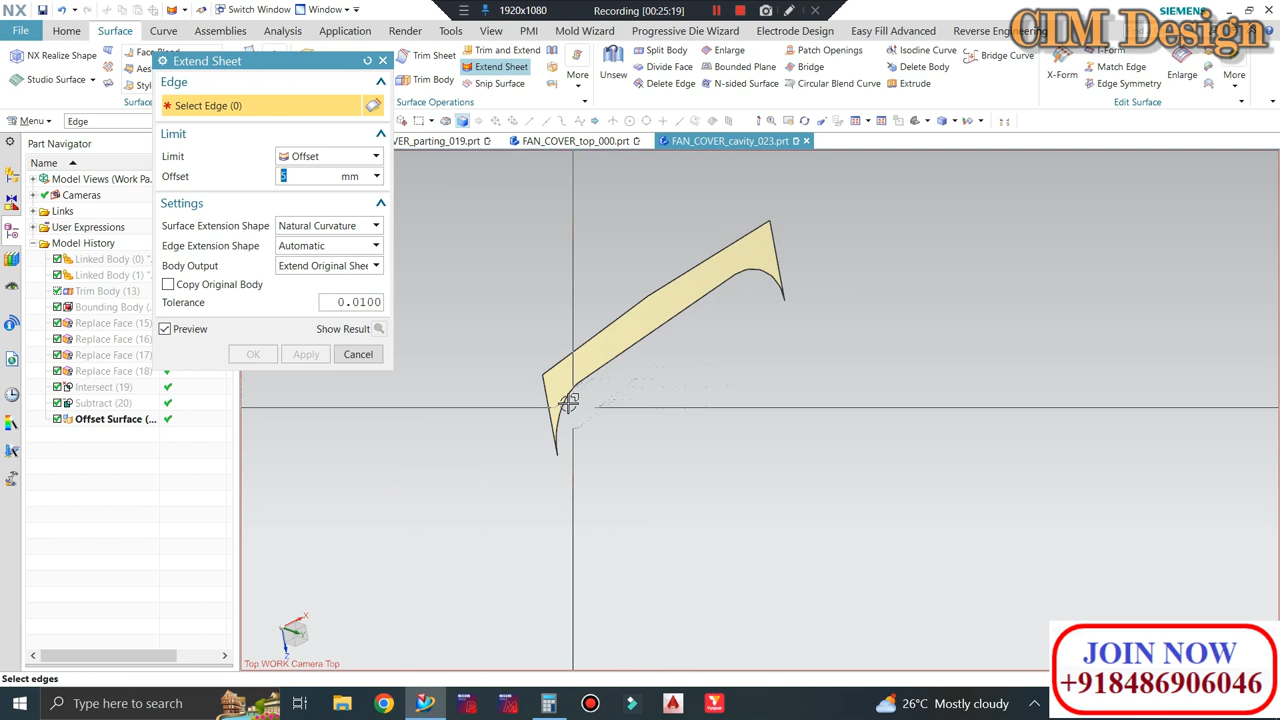 NX
Switch Window
Window
1920x1080
Recording [00:25:19]
SIEMENS
CIM Design
File
Home
Surface
Curve
Assemblies
Analysis
Application
Render
Tools
View
PMI
Mold Wizard
Progressive Die Wizard
Electrode Design
Reverse Engineering
NX Realize Shape
Studio Surface
Trim Sheet
Trim Body
Trim and Extend
Extend Sheet
Snip Surface
More
Unsew
Split Body
Divide Face
Delete Edge
Enlarge
Bounded Plane
N-sided Surface
Patch Openings
Bridge
Circular Blend Curve
Isocline Curve
Delete Body
Extrude
Bridge Curve
X-Form
I-Form
Match Edge
Edge Symmetry
Enlarge
More
Surface Operations
Edit Surface
Menu
Edge
VER_parting_019.prt
FAN_COVER_top_000.prt
FAN_COVER_cavity_023.prt
Part Navigator
Name
Model Views (Work Pa..
Cameras
Links
User Expressions
Model History
Linked Body (0) "..
Linked Body (1) "..
Trim Body (13)
Bounding Body (..
Replace Face (15)
Replace Face (16)
Replace Face (17)
Replace Face (18)
Intersect (19)
Subtract (20)
Offset Surface (...
Extend Sheet
Edge
* Select Edge (0)
Limit
Limit
Offset
Offset
5
mm
Settings
Surface Extension Shape
Natural Curvature
Edge Extension Shape
Automatic
Body Output
Extend Original Shee
Copy Original Body
Tolerance
0.0100
Preview
Show Result
OK
Apply
Cancel
X
Z
Top WORK Camera Top
Select edges
JOIN NOW
+918486906046
Type here to search
26°C Mostly cloudy